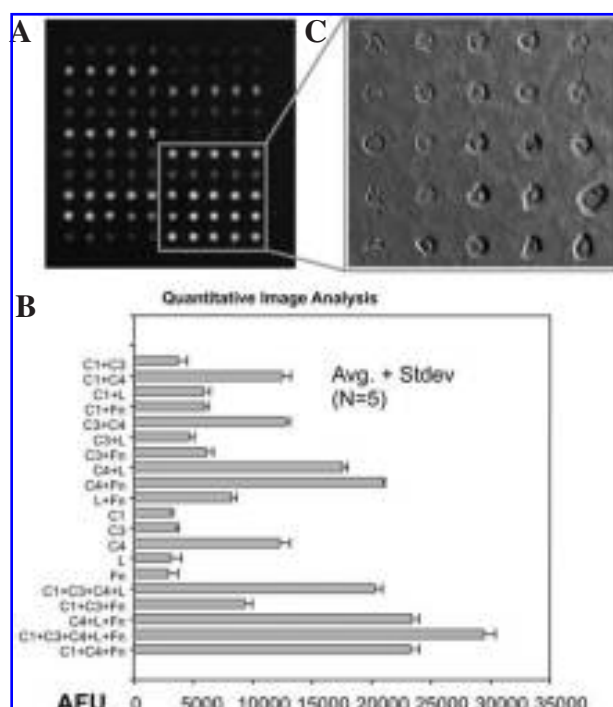 A
C
B
Quantitative Image Analysis
Avg. + Stdev
(N=5)
C1+C3
C1+C4
C1+L
C1+Fn
C3+C4
C3+L
C3+Fn
C4+L
C4+Fn
L+Fn
C1
C3
C4
L
Fn
C1+C3+C4+L
C1+C3+Fn
C4+L+Fn
C1+C3+C4+L+Fn
C1+C4+Fn
AFU 0 5000 10000 15000 20000 25000 30000 35000